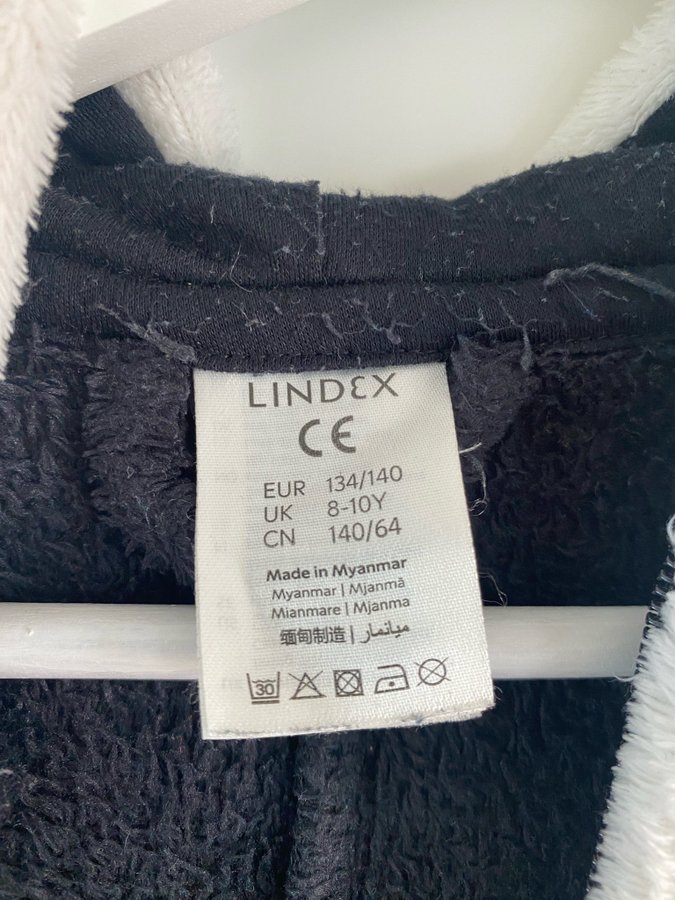 LINDEX
CE
EUR 134/140
UK 8-10Y
CN 140/64
Made in Myanmar
Myanmar | Mjanmā
Mianmare | Mjanma
缅甸制造 | ميانمار
30